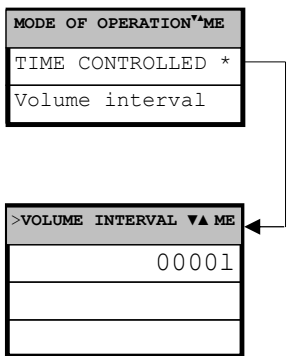 MODE OF OPERATION▼▲ME
TIME CONTROLLED *
Volume interval
>VOLUME INTERVAL ▼▲ ME
00001